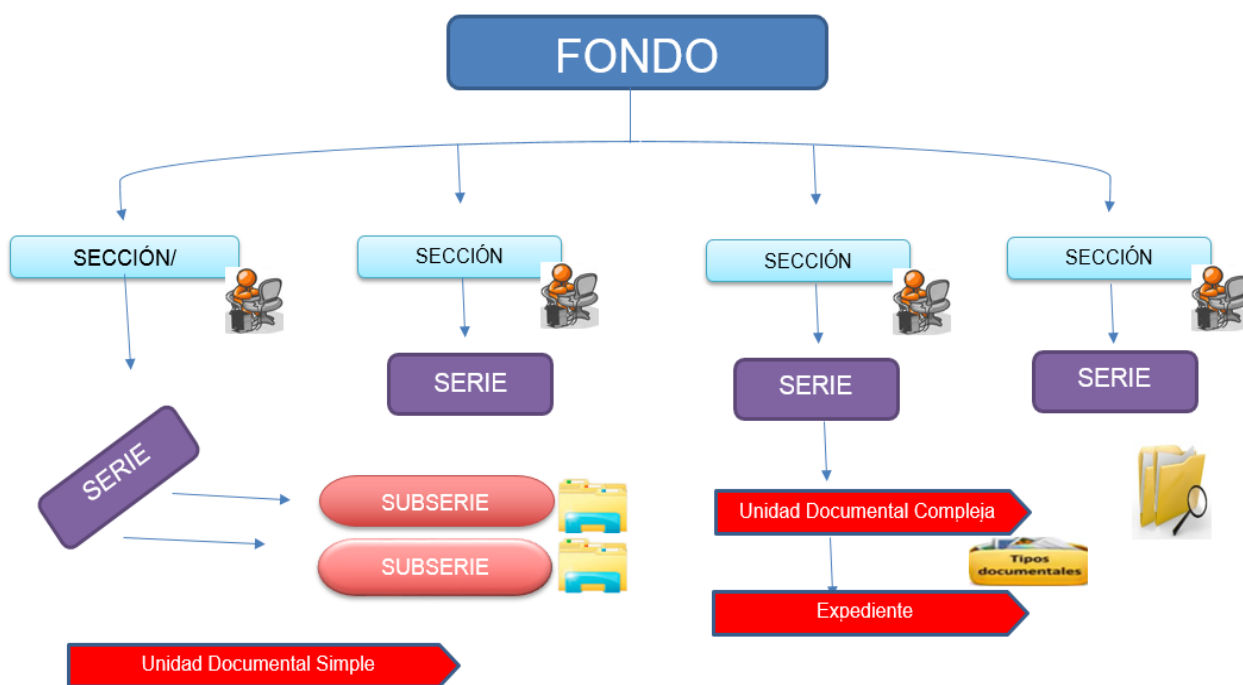 FONDO
SECCIÓN/
SECCIÓN
SECCIÓN
SECCIÓN
SERIE
SERIE
SERIE
SERIE
SUBSERIE
SUBSERIE
Unidad Documental Compleja
Tipos
documentales
Expediente
Unidad Documental Simple